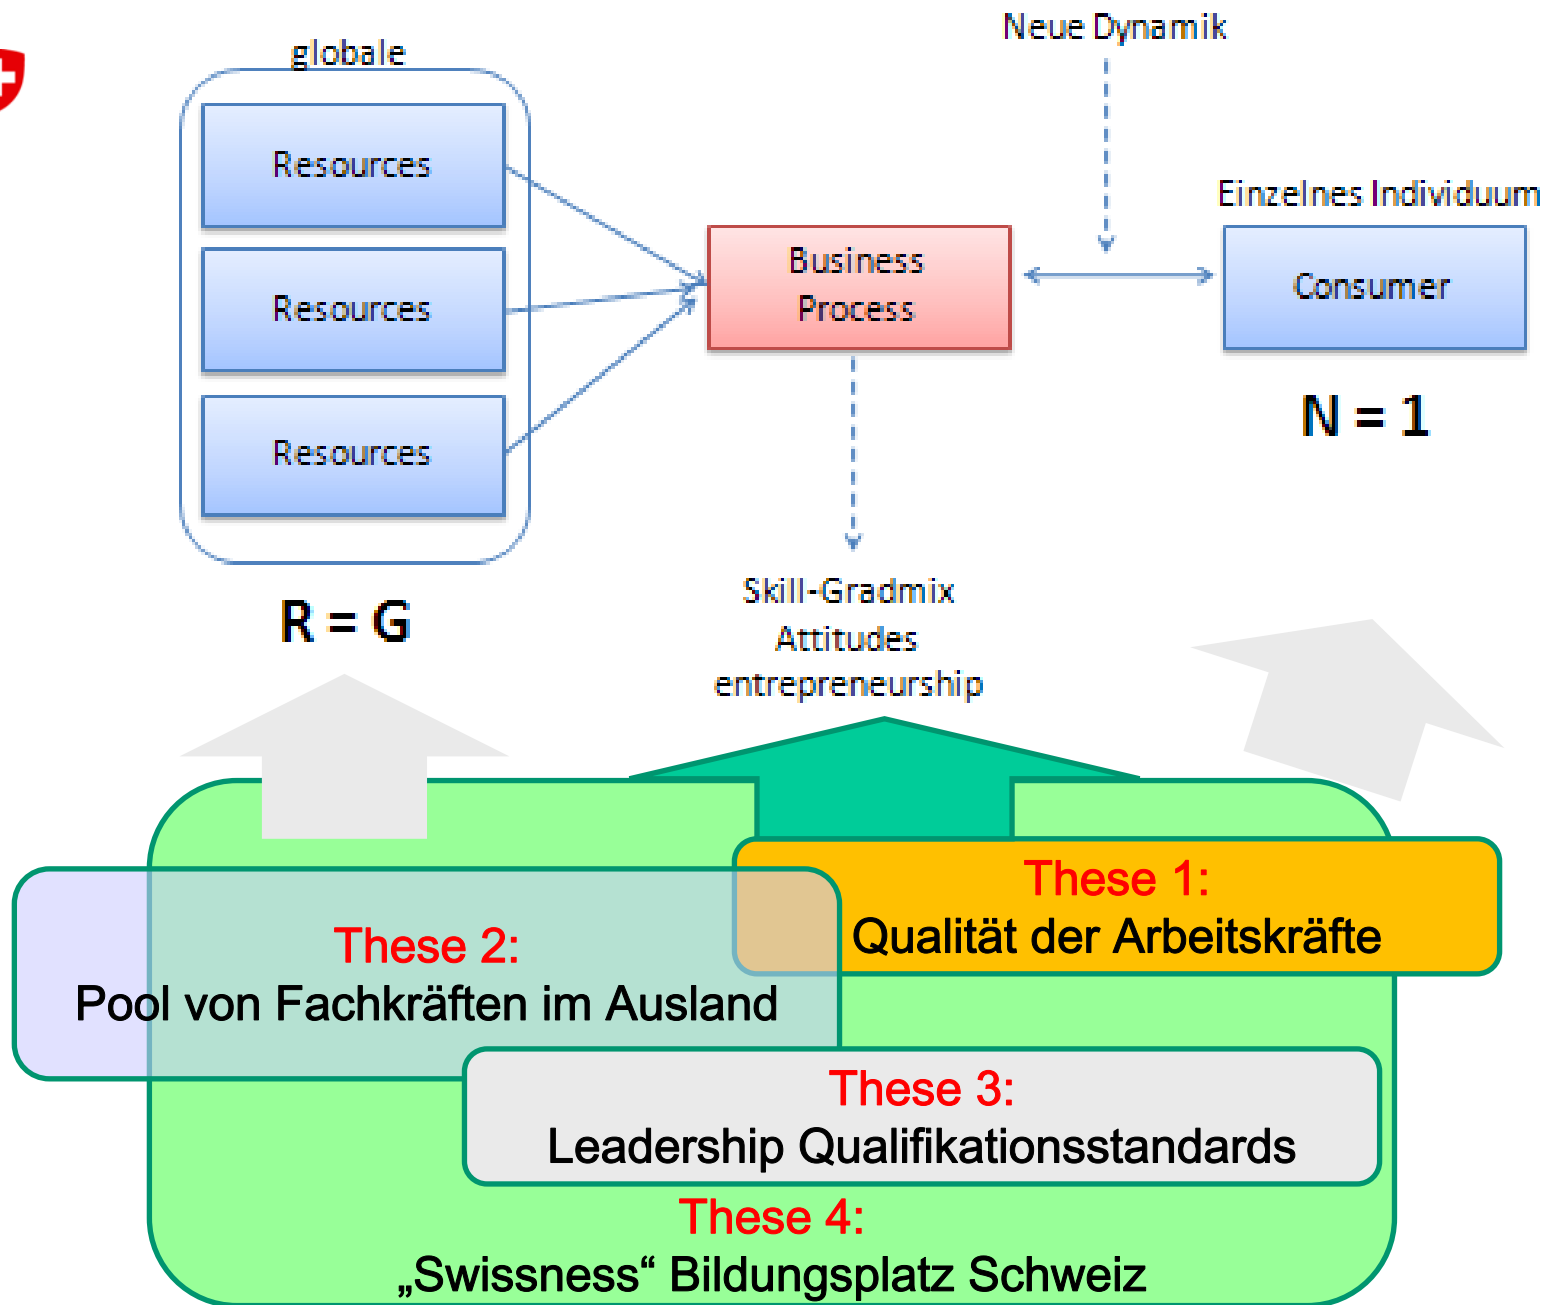 Neue Dynamik
globale
Resources
Resources
Resources
R = G
Business
Process
Einzelnes Individuum
Consumer
N = 1
Skill-Gradmix
Attitudes
entrepreneurship
These 1:
Qualität der Arbeitskräfte
These 2:
Pool von Fachkräften im Ausland
These 3:
Leadership Qualifikationsstandards
These 4:
„Swissness“ Bildungsplatz Schweiz